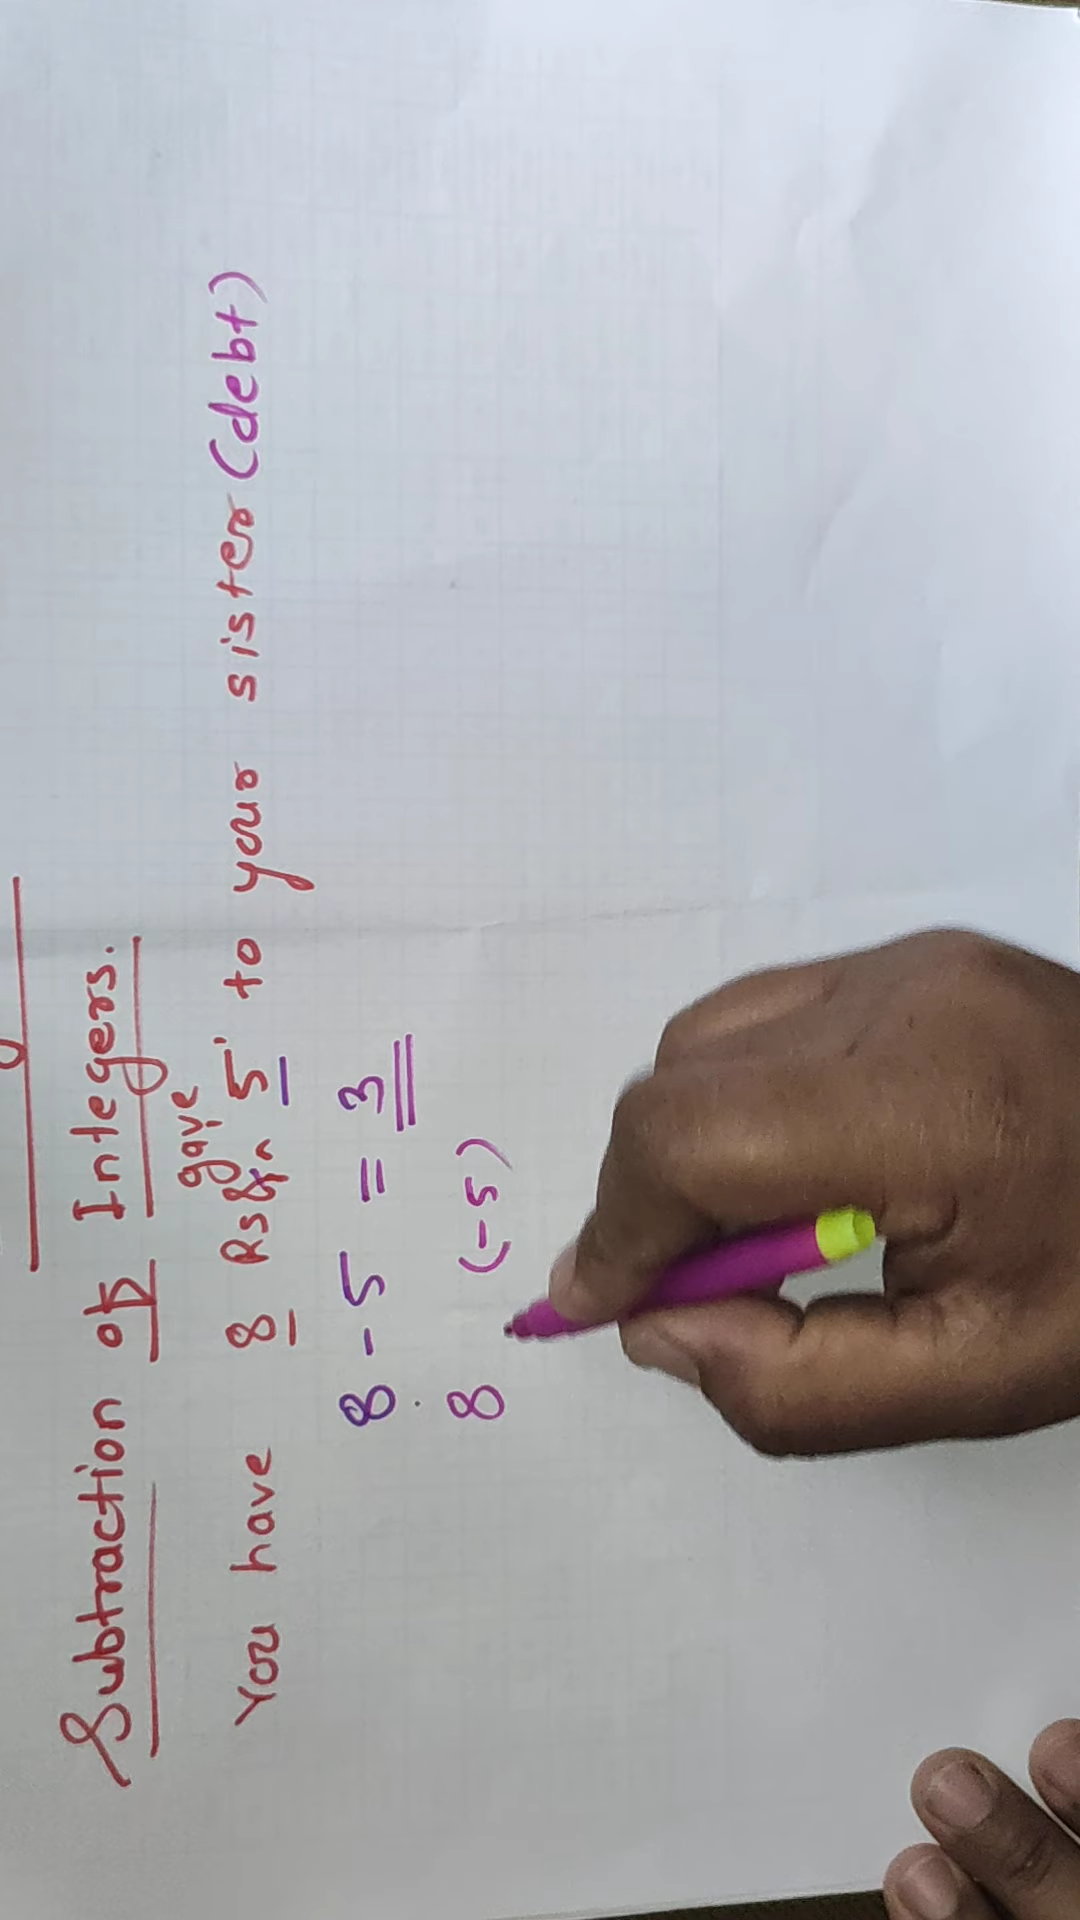 Subtraction of Integers.
gave
You have 8 Rs & 5 to your sister (debt)
8 - 5 = 3
8 (-5)